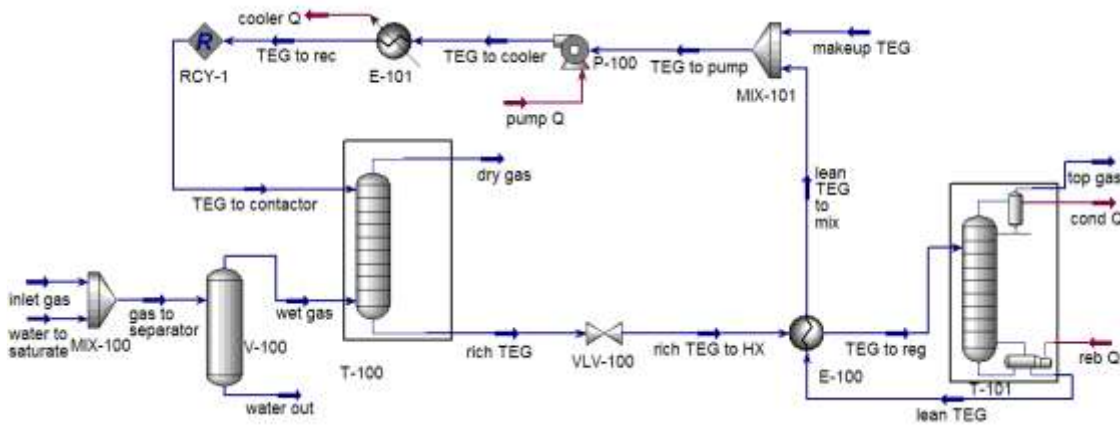 cooler Q
R
TEG to rec
TEG to cooler
makeup TEG
RCY-1
E-101
P-100
TEG to pump
MIX-101
pump Q
dry gas
lean
TEG
to
mix
top gas
cond Q
TEG to contactor
inlet gas
gas to
separator
wet gas
water to
saturate
MIX-100
V-100
rich TEG
VLV-100
rich TEG to HX
TEG to reg
reb Q
T-100
E-100
T-101
water out
lean TEG